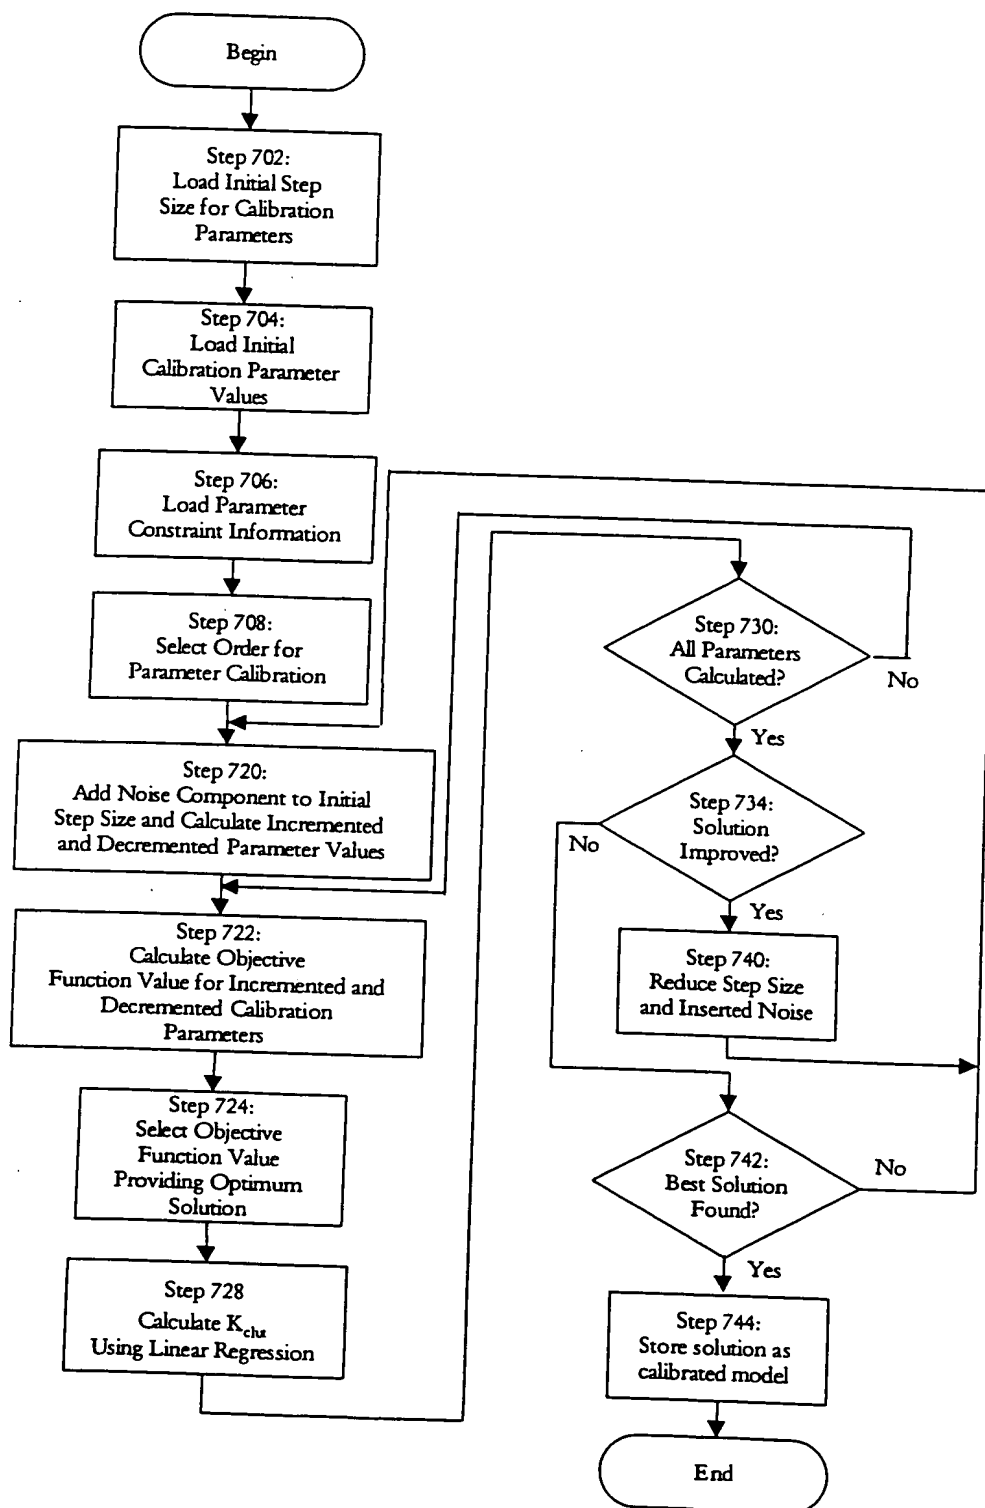 Begin
Step 702:
Load Initial Step
Size for Calibration
Parameters
Step 704:
Load Initial
Calibration Parameter
Values
Step 706:
Load Parameter
Constraint Information
Step 708:
Select Order for
Parameter Calibration
Step 720:
Add Noise Component to Initial
Step Size and Calculate Incremented
and Decremented Parameter Values
Step 722:
Calculate Objective
Function Value for Incremented and
Decremented Calibration
Parameters
Step 724:
Select Objective
Function Value
Providing Optimum
Solution
Step 728
Calculate K_clut
Using Linear Regression
Step 730:
All Parameters
Calculated?
No
Yes
Step 734:
Solution
Improved?
No
Yes
Step 740:
Reduce Step Size
and Inserted Noise
Step 742:
Best Solution
Found?
No
Yes
Step 744:
Store solution as
calibrated model
End